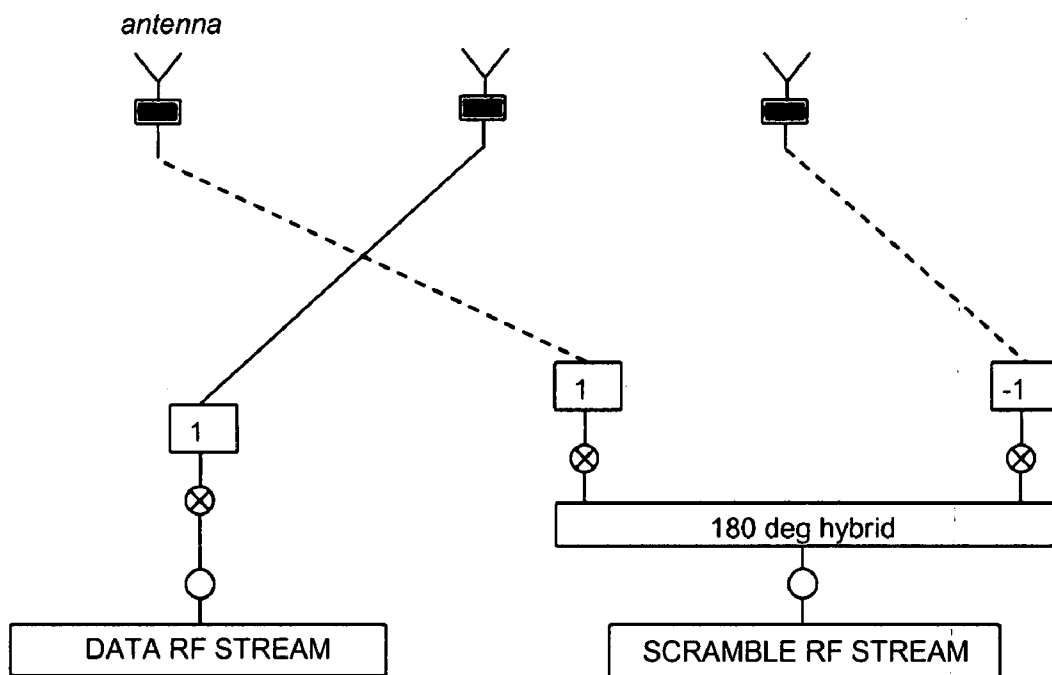 antenna
1
-1
1
180 deg hybrid
DATA RF STREAM
SCRAMBLE RF STREAM